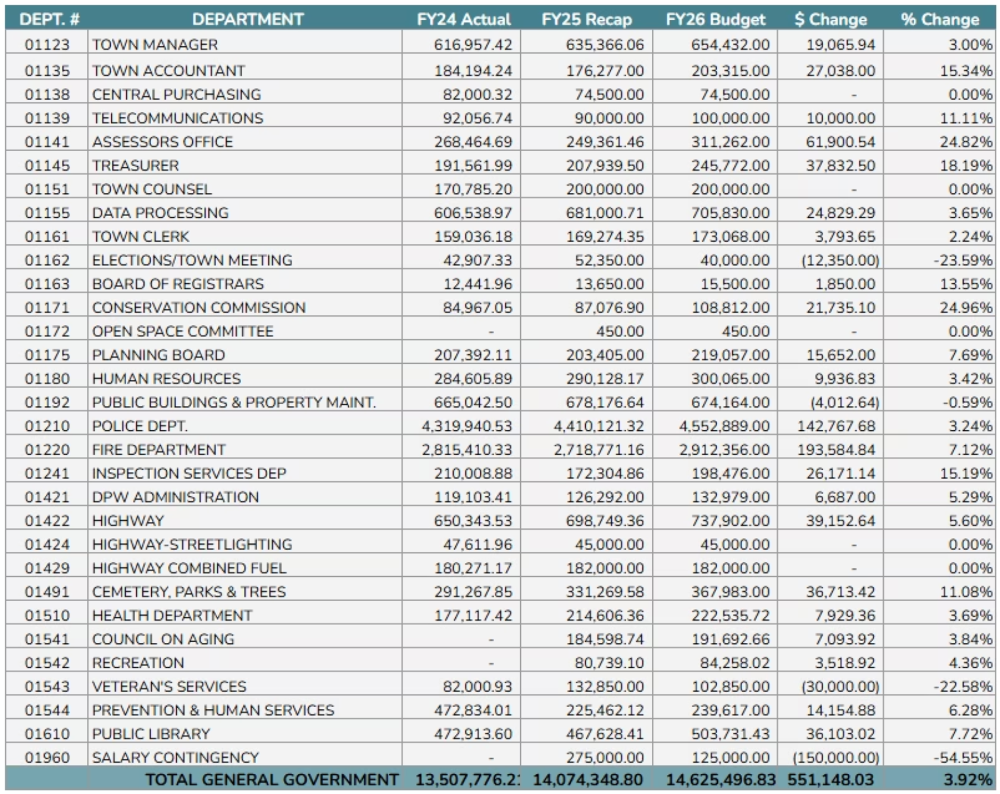 DEPT. # DEPARTMENT FY24 Actual FY25 Recap FY26 Budget $ Change % Change
01123 TOWN MANAGER 616,957.42 635,366.06 654,432.00 19,065.94 3.00%
01135 TOWN ACCOUNTANT 184,194.24 176,277.00 203,315.00 27,038.00 15.34%
01138 CENTRAL PURCHASING 82,000.32 74,500.00 74,500.00 - 0.00%
01139 TELECOMMUNICATIONS 92,056.74 90,000.00 100,000.00 10,000.00 11.11%
01141 ASSESSORS OFFICE 268,464.69 249,361.46 311,262.00 61,900.54 24.82%
01145 TREASURER 191,561.99 207,939.50 245,772.00 37,832.50 18.19%
01151 TOWN COUNSEL 170,785.20 200,000.00 200,000.00 - 0.00%
01155 DATA PROCESSING 606,538.97 681,000.71 705,830.00 24,829.29 3.65%
01161 TOWN CLERK 159,036.18 169,274.35 173,068.00 3,793.65 2.24%
01162 ELECTIONS/TOWN MEETING 42,907.33 52,350.00 40,000.00 (12,350.00) -23.59%
01163 BOARD OF REGISTRARS 12,441.96 13,650.00 15,500.00 1,850.00 13.55%
01171 CONSERVATION COMMISSION 84,967.05 87,076.90 108,812.00 21,735.10 24.96%
01172 OPEN SPACE COMMITTEE - 450.00 450.00 - 0.00%
01175 PLANNING BOARD 207,392.11 203,405.00 219,057.00 15,652.00 7.69%
01180 HUMAN RESOURCES 284,605.89 290,128.17 300,065.00 9,936.83 3.42%
01192 PUBLIC BUILDINGS & PROPERTY MAINT. 665,042.50 678,176.64 674,164.00 (4,012.64) -0.59%
01210 POLICE DEPT. 4,319,940.53 4,410,121.32 4,552,889.00 142,767.68 3.24%
01220 FIRE DEPARTMENT 2,815,410.33 2,718,771.16 2,912,356.00 193,584.84 7.12%
01241 INSPECTION SERVICES DEP 210,008.88 172,304.86 198,476.00 26,171.14 15.19%
01421 DPW ADMINISTRATION 119,103.41 126,292.00 132,979.00 6,687.00 5.29%
01422 HIGHWAY 650,343.53 698,749.36 737,902.00 39,152.64 5.60%
01424 HIGHWAY-STREETLIGHTING 47,611.96 45,000.00 45,000.00 - 0.00%
01429 HIGHWAY COMBINED FUEL 180,271.17 182,000.00 182,000.00 - 0.00%
01491 CEMETERY, PARKS & TREES 291,267.85 331,269.58 367,983.00 36,713.42 11.08%
01510 HEALTH DEPARTMENT 177,117.42 214,606.36 222,535.72 7,929.36 3.69%
01541 COUNCIL ON AGING - 184,598.74 191,692.66 7,093.92 3.84%
01542 RECREATION - 80,739.10 84,258.02 3,518.92 4.36%
01543 VETERAN'S SERVICES 82,000.93 132,850.00 102,850.00 (30,000.00) -22.58%
01544 PREVENTION & HUMAN SERVICES 472,834.01 225,462.12 239,617.00 14,154.88 6.28%
01610 PUBLIC LIBRARY 472,913.60 467,628.41 503,731.43 36,103.02 7.72%
01960 SALARY CONTINGENCY - 275,000.00 125,000.00 (150,000.00) -54.55%
TOTAL GENERAL GOVERNMENT 13,507,776.21 14,074,348.80 14,625,496.83 551,148.03 3.92%